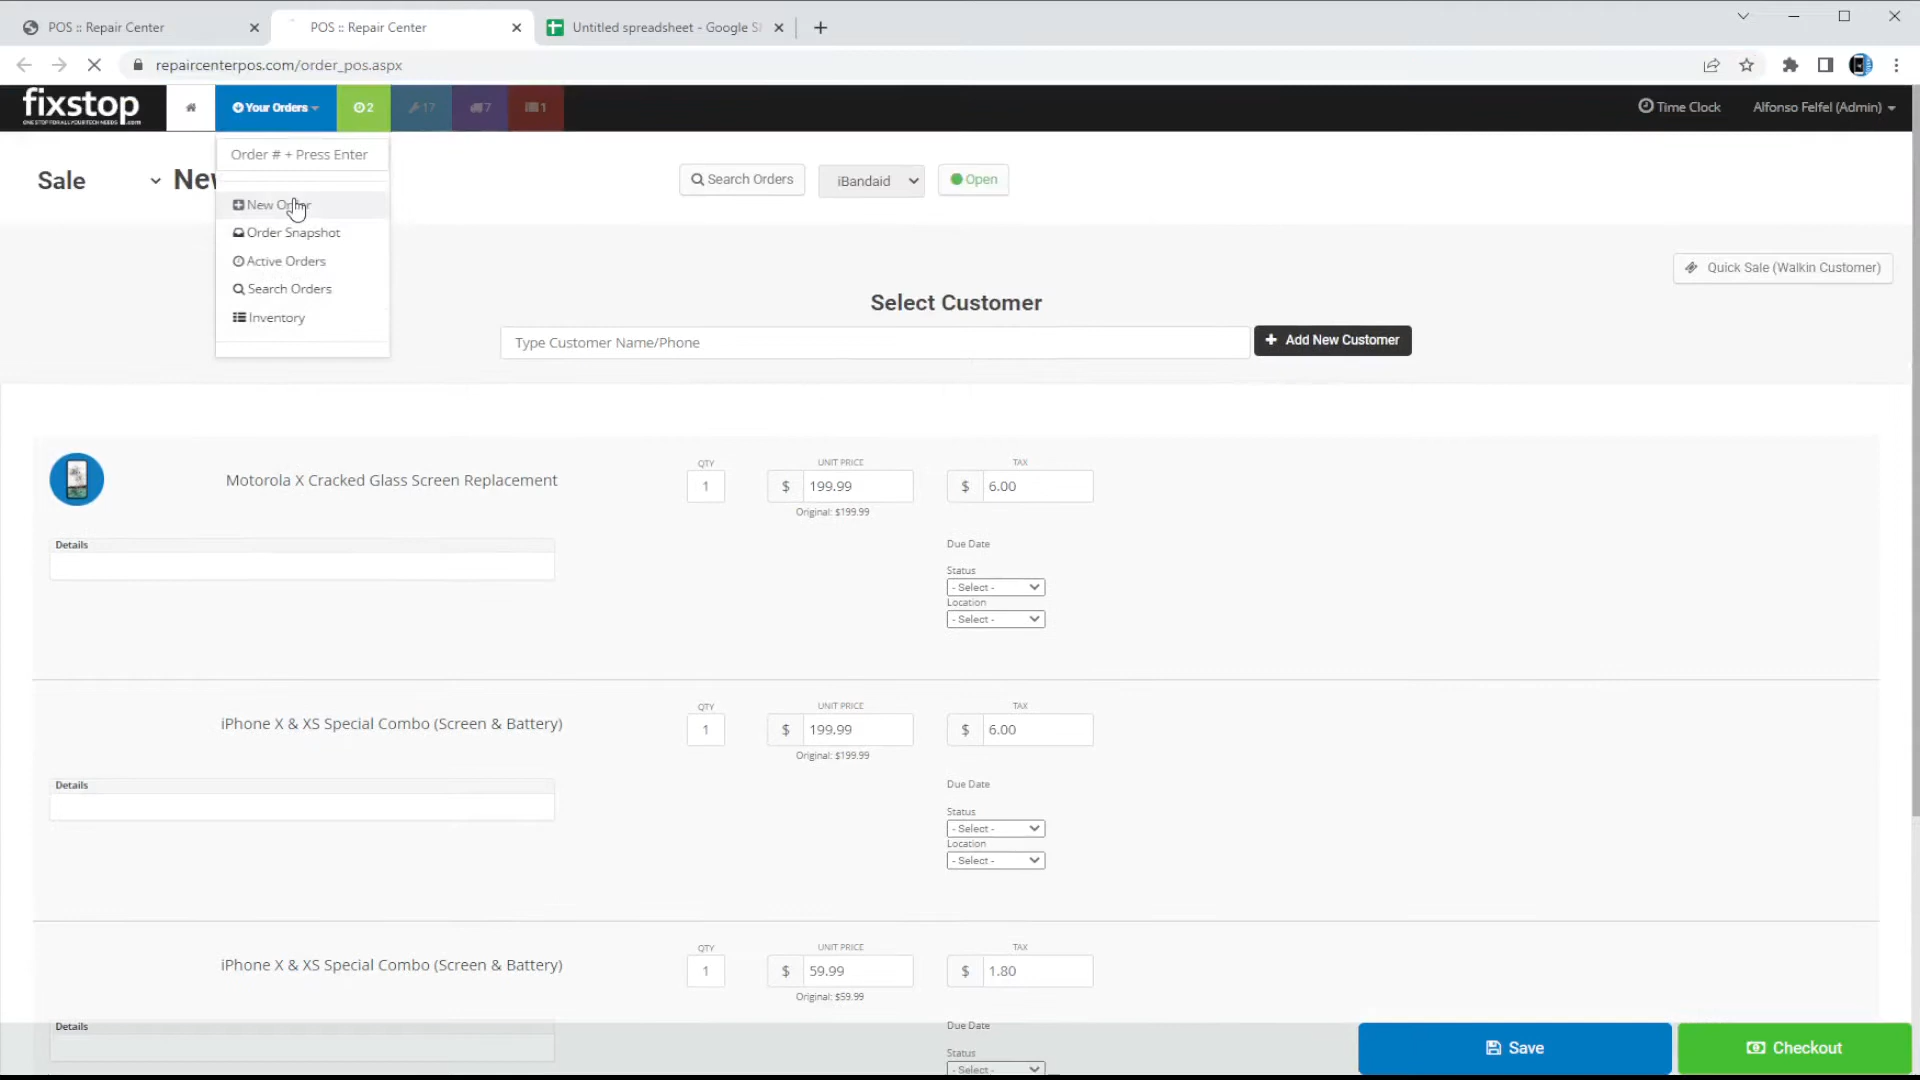 POS :: Repair Center
POS :: Repair Center
Untitled spreadsheet - Google S
repaircenterpos.com/order_pos.aspx
fixstop
Your Orders
2
17
7
1
Time Clock
Alfonso Felfel (Admin)
Order # + Press Enter
Sale
New
Search Orders
iBandaid
Open
New Order
Order Snapshot
Active Orders
Search Orders
Inventory
Quick Sale (Walkin Customer)
Select Customer
Type Customer Name/Phone
+ Add New Customer
Motorola X Cracked Glass Screen Replacement
QTY
1
UNIT PRICE
$ 199.99
Original: $199.99
TAX
$ 6.00
Details
Due Date
Status
- Select -
Location
- Select -
iPhone X & XS Special Combo (Screen & Battery)
QTY
1
UNIT PRICE
$ 199.99
Original: $199.99
TAX
$ 6.00
Details
Due Date
Status
- Select -
Location
- Select -
iPhone X & XS Special Combo (Screen & Battery)
QTY
1
UNIT PRICE
$ 59.99
Original: $59.99
TAX
$ 1.80
Details
Due Date
Status
- Select -
Save
Checkout